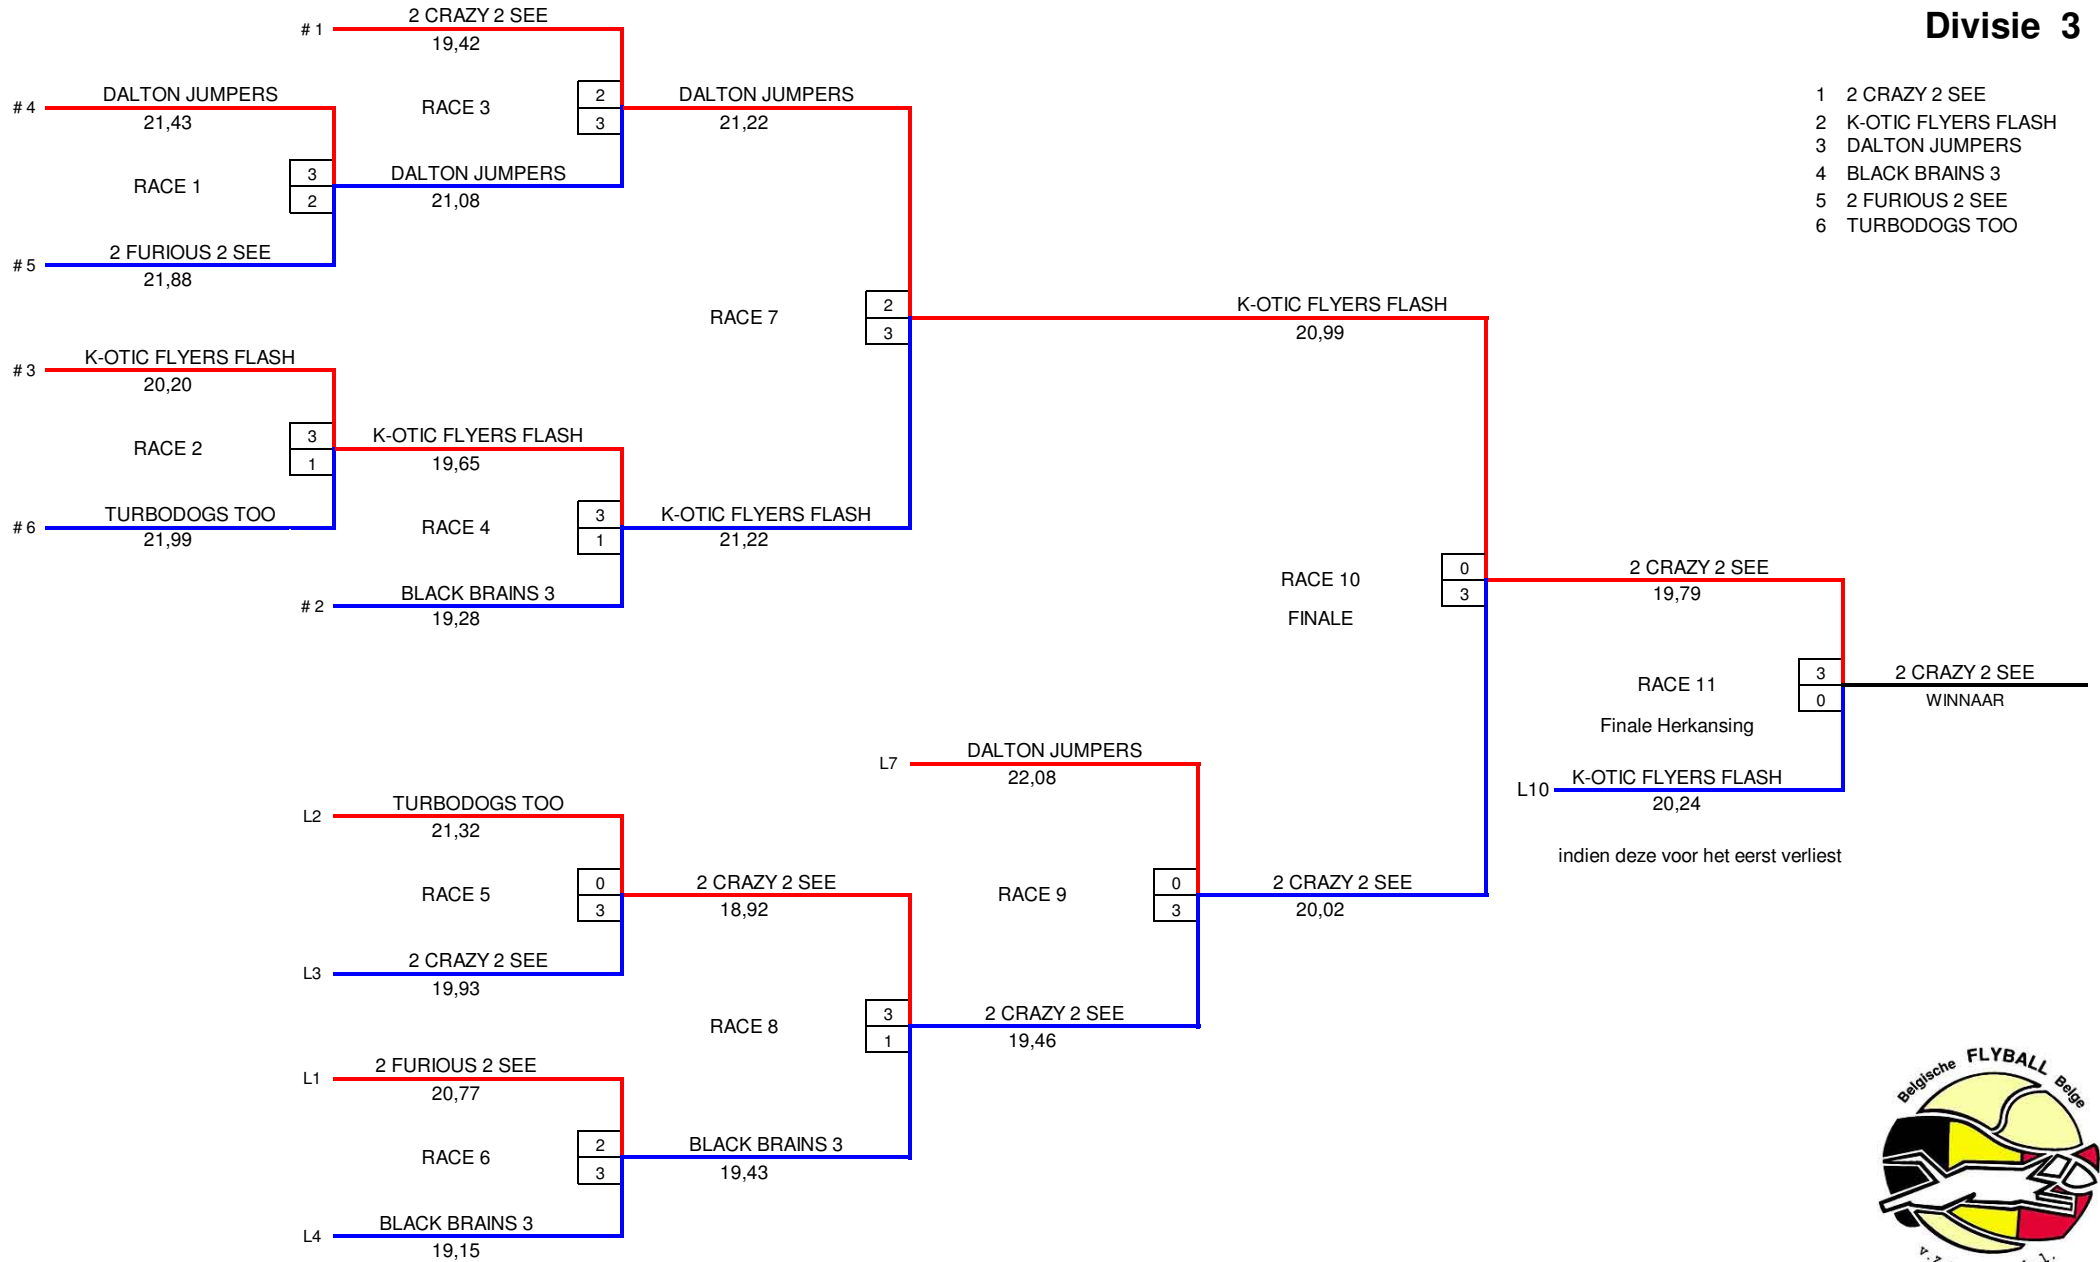 Divisie 3
1 2 CRAZY 2 SEE
2 K-OTIC FLYERS FLASH
3 DALTON JUMPERS
4 BLACK BRAINS 3
5 2 FURIOUS 2 SEE
6 TURBODOGS TOO
# 4
DALTON JUMPERS
21,43
RACE 1
3
2
# 5
2 FURIOUS 2 SEE
21,88
# 3
K-OTIC FLYERS FLASH
20,20
RACE 2
3
1
# 6
TURBODOGS TOO
21,99
# 1
2 CRAZY 2 SEE
19,42
RACE 3
2
3
DALTON JUMPERS
21,08
K-OTIC FLYERS FLASH
19,65
RACE 4
3
1
# 2
BLACK BRAINS 3
19,28
L2
TURBODOGS TOO
21,32
RACE 5
0
3
L3
2 CRAZY 2 SEE
19,93
L1
2 FURIOUS 2 SEE
20,77
RACE 6
2
3
L4
BLACK BRAINS 3
19,15
DALTON JUMPERS
21,22
RACE 7
2
3
K-OTIC FLYERS FLASH
21,22
2 CRAZY 2 SEE
18,92
RACE 8
3
1
BLACK BRAINS 3
19,43
L7
DALTON JUMPERS
22,08
RACE 9
0
3
2 CRAZY 2 SEE
19,46
K-OTIC FLYERS FLASH
20,99
RACE 10
FINALE
0
3
2 CRAZY 2 SEE
20,02
2 CRAZY 2 SEE
19,79
RACE 11
Finale Herkansing
3
0
L10
K-OTIC FLYERS FLASH
20,24
indien deze voor het eerst verliest
2 CRAZY 2 SEE
WINNAAR
Belgische FLYBALL Belge